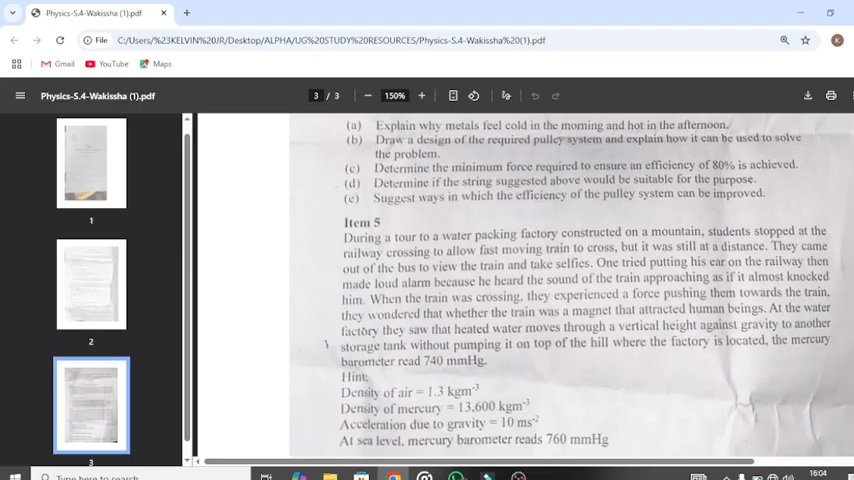 Physics-S.4-Wakissha (1).pdf
File C:/Users/%23KELVIN%20JR/Desktop/ALPHA/UG%20STUDY%20RESOURCES/Physics-S.4-Wakissha%20(1).pdf
K
Gmail YouTube Maps
Physics-S.4-Wakissha (1).pdf 3 / 3 150%
1
2
3
(a) Explain why metals feel cold in the morning and hot in the afternoon.
(b) Draw a design of the required pulley system and explain how it can be used to solve
the problem.
(c) Determine the minimum force required to ensure an efficiency of 80% is achieved.
(d) Determine if the string suggested above would be suitable for the purpose.
(e) Suggest ways in which the efficiency of the pulley system can be improved.
Item 5
During a tour to a water packing factory constructed on a mountain, students stopped at the
railway crossing to allow fast moving train to cross, but it was still at a distance. They came
out of the bus to view the train and take selfies. One tried putting his ear on the railway then
made loud alarm because he heard the sound of the train approaching as if it almost knocked
him. When the train was crossing, they experienced a force pushing them towards the train,
they wondered that whether the train was a magnet that attracted human beings. At the water
factory they saw that heated water moves through a vertical height against gravity to another
storage tank without pumping it on top of the hill where the factory is located, the mercury
barometer read 740 mmHg.
Hint;
Density of air = 1.3 kgm⁻³
Density of mercury = 13,600 kgm⁻³
Acceleration due to gravity = 10 ms⁻²
At sea level, mercury barometer reads 760 mmHg
Type here to search
16:04